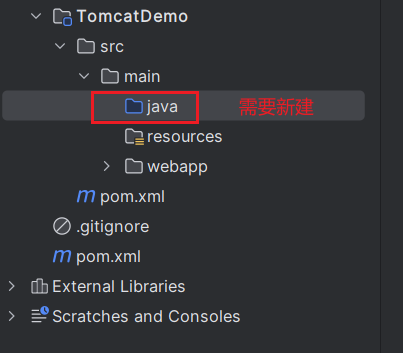 TomcatDemo
src
main
java 需要新建
resources
webapp
m pom.xml
.gitignore
m pom.xml
External Libraries
Scratches and Consoles